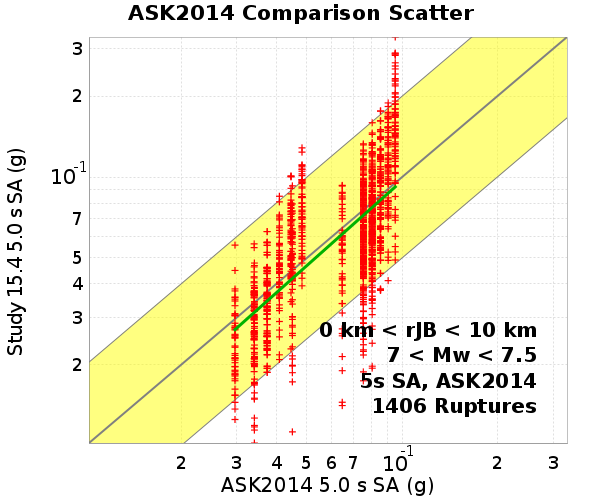 ASK2014 Comparison Scatter
3
2
10-1
7
5
4
3
2
Study 15.4 5.0 s SA (g)
0 km < rJB < 10 km
7 < Mw < 7.5
5s SA, ASK2014
1406 Ruptures
2 3 4 5 6 7 10-1 2 3
ASK2014 5.0 s SA (g)